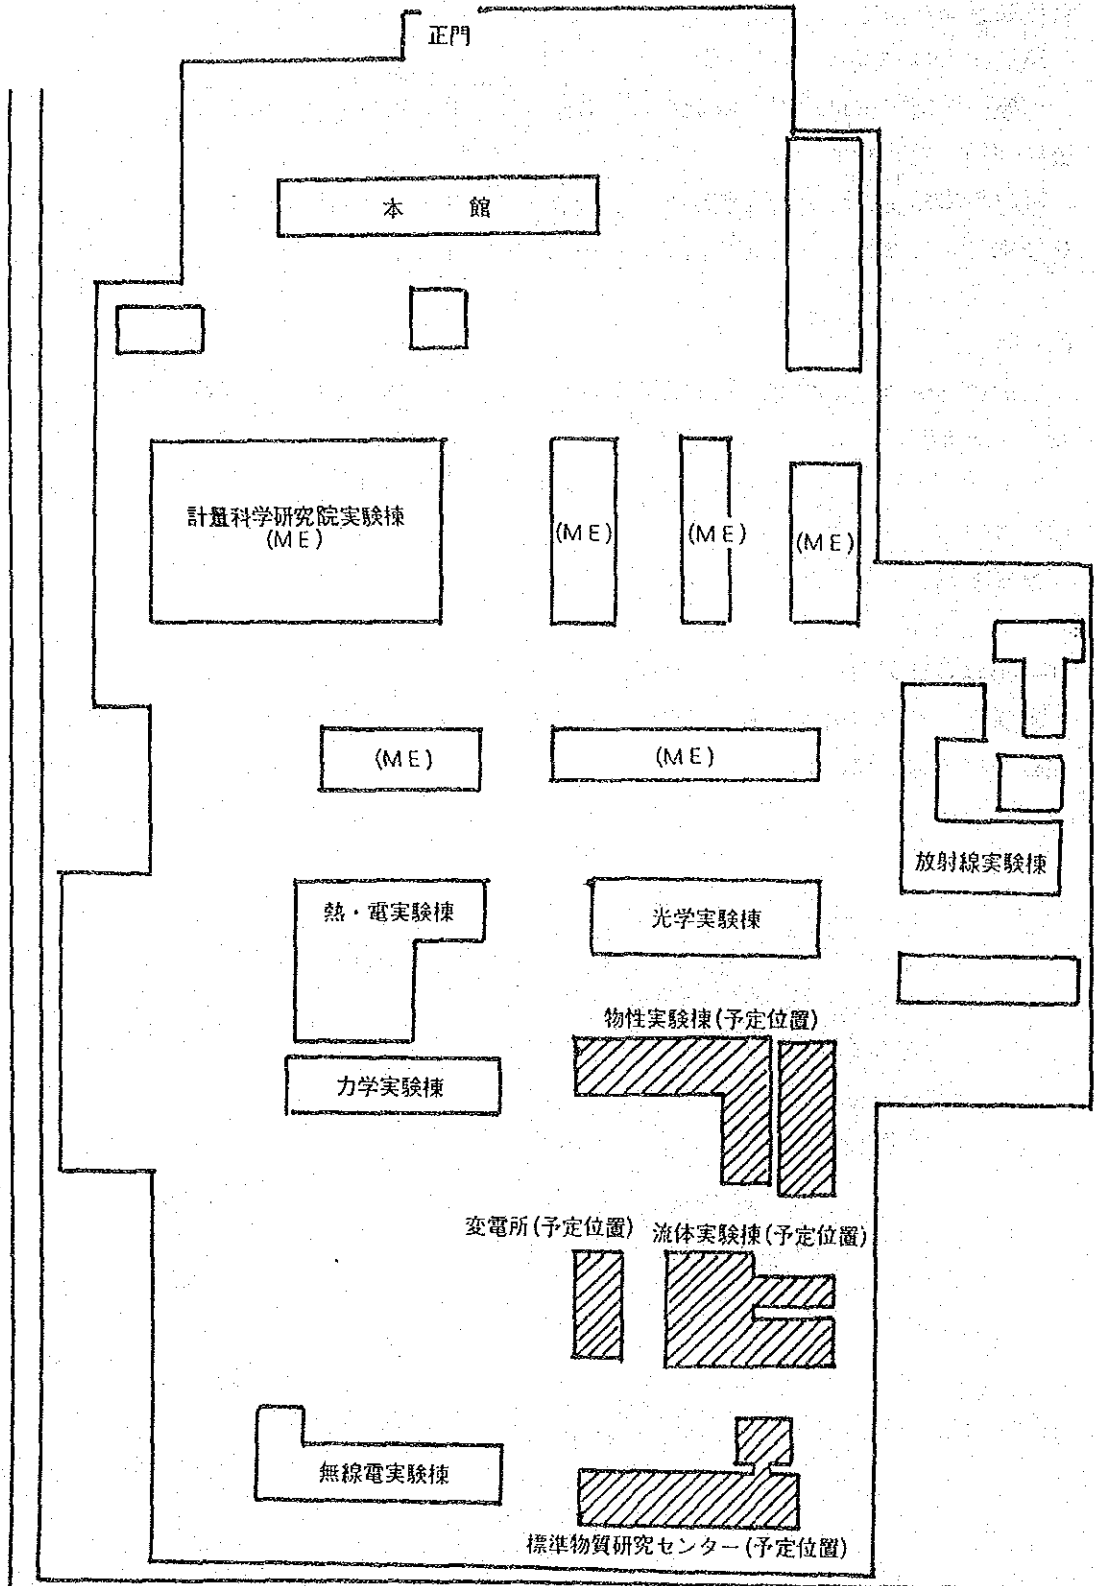 正門
本 館
計量科学研究院実験棟
(ME)
(ME)
(ME)
(ME)
(ME)
(ME)
放射線実験棟
熱・電実験棟
光学実験棟
物性実験棟(予定位置)
力学実験棟
変電所(予定位置)
流体実験棟(予定位置)
無線電実験棟
標準物質研究センター(予定位置)